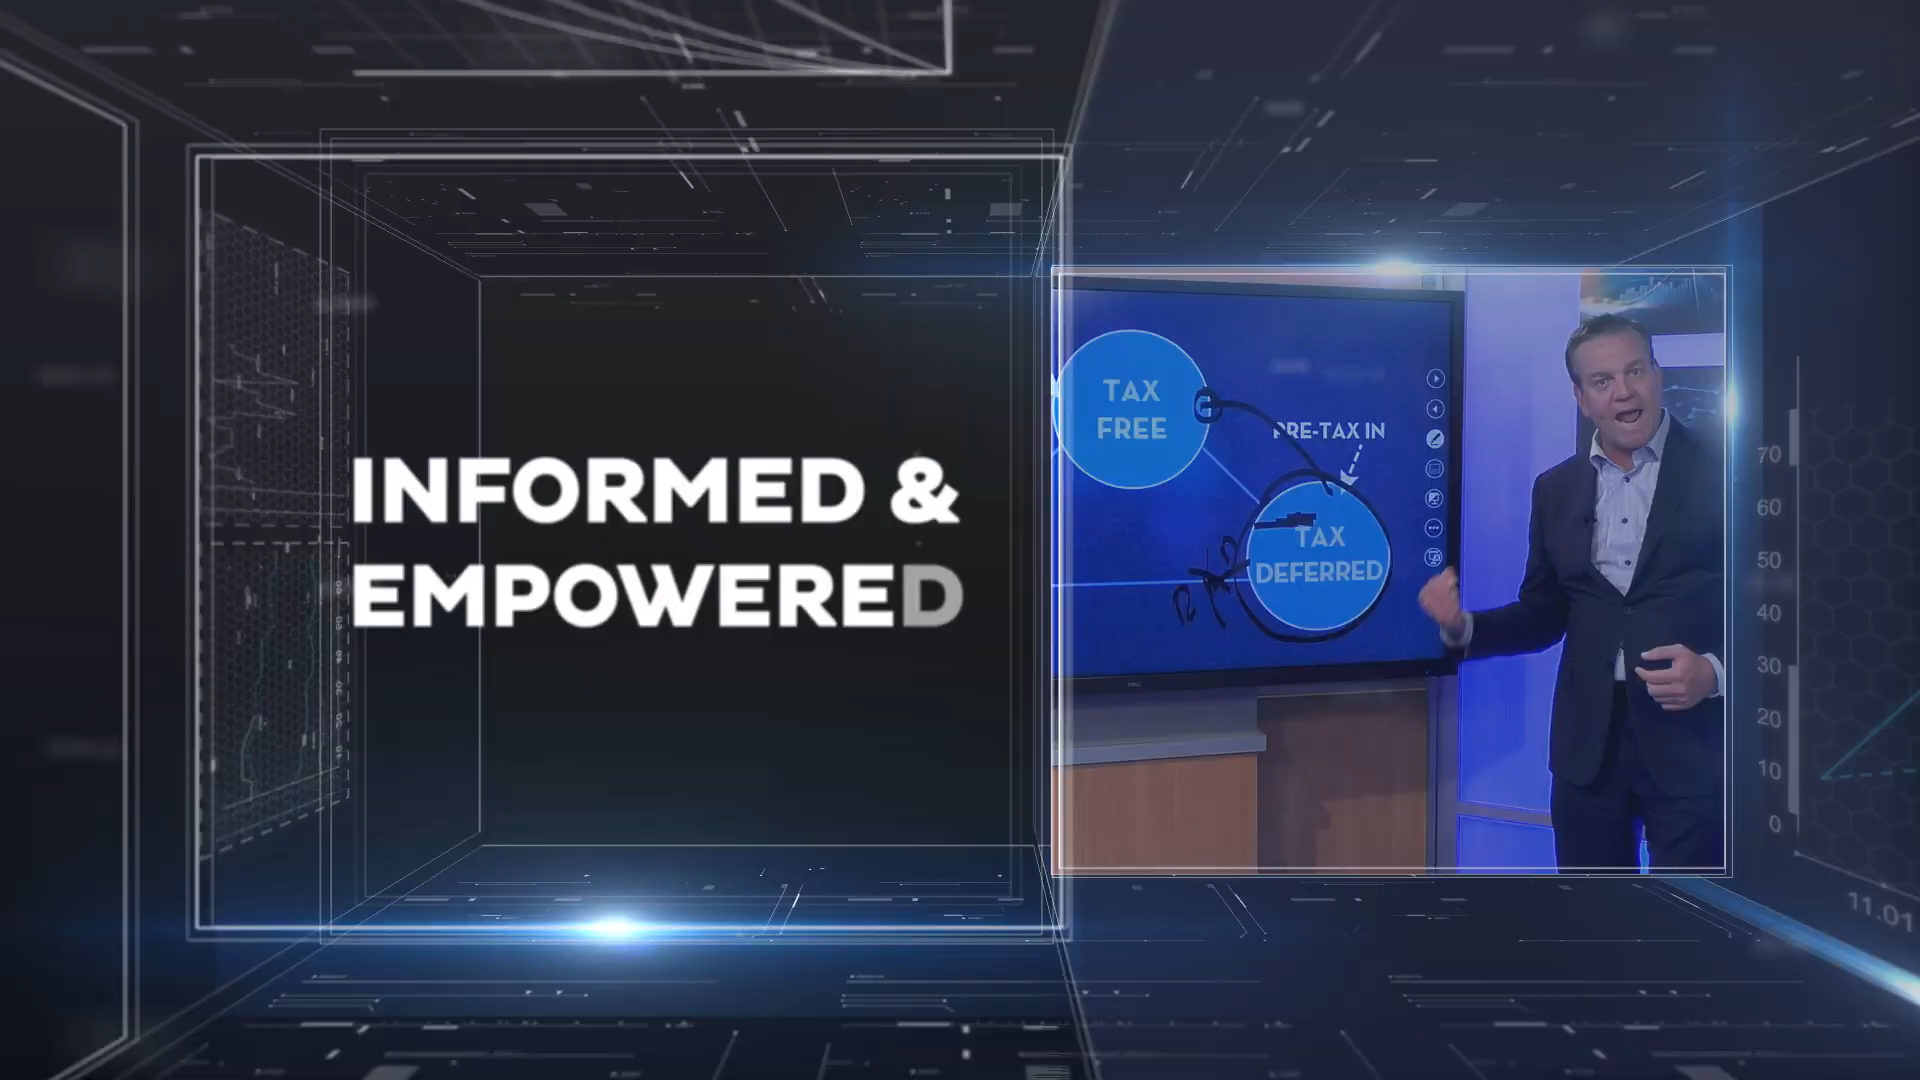 INFORMED &
EMPOWERED
TAX
FREE
PRE-TAX IN
TAX
DEFERRED
70
60
50
40
30
20
10
0
11.01